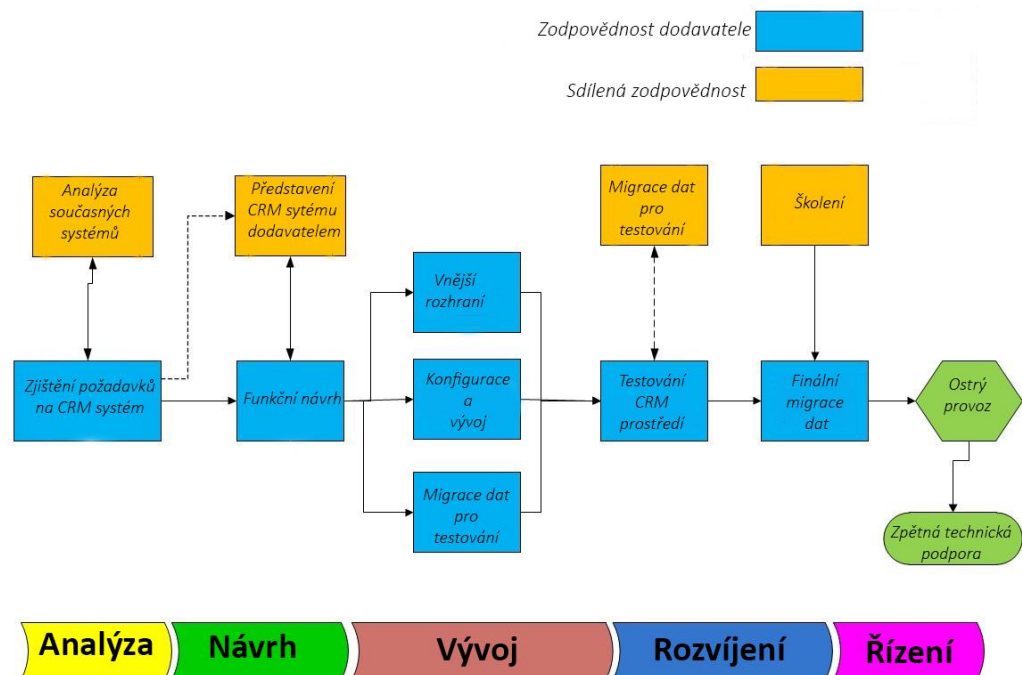 Zodpovědnost dodavatele
Sdílená zodpovědnost
Analýza
současných
systémů
Představení
CRM sytému
dodavatelem
Migrace dat
pro
testování
Školení
Vnější
rozhraní
Zjištění požadavků
na CRM systém
Funkční návrh
Konfigurace
a
vývoj
Testování
CRM
prostředí
Finální
migrace
dat
Ostrý
provoz
Migrace dat
pro
testování
Zpětná technická
podpora
Analýza
Návrh
Vývoj
Rozvíjení
Řízení